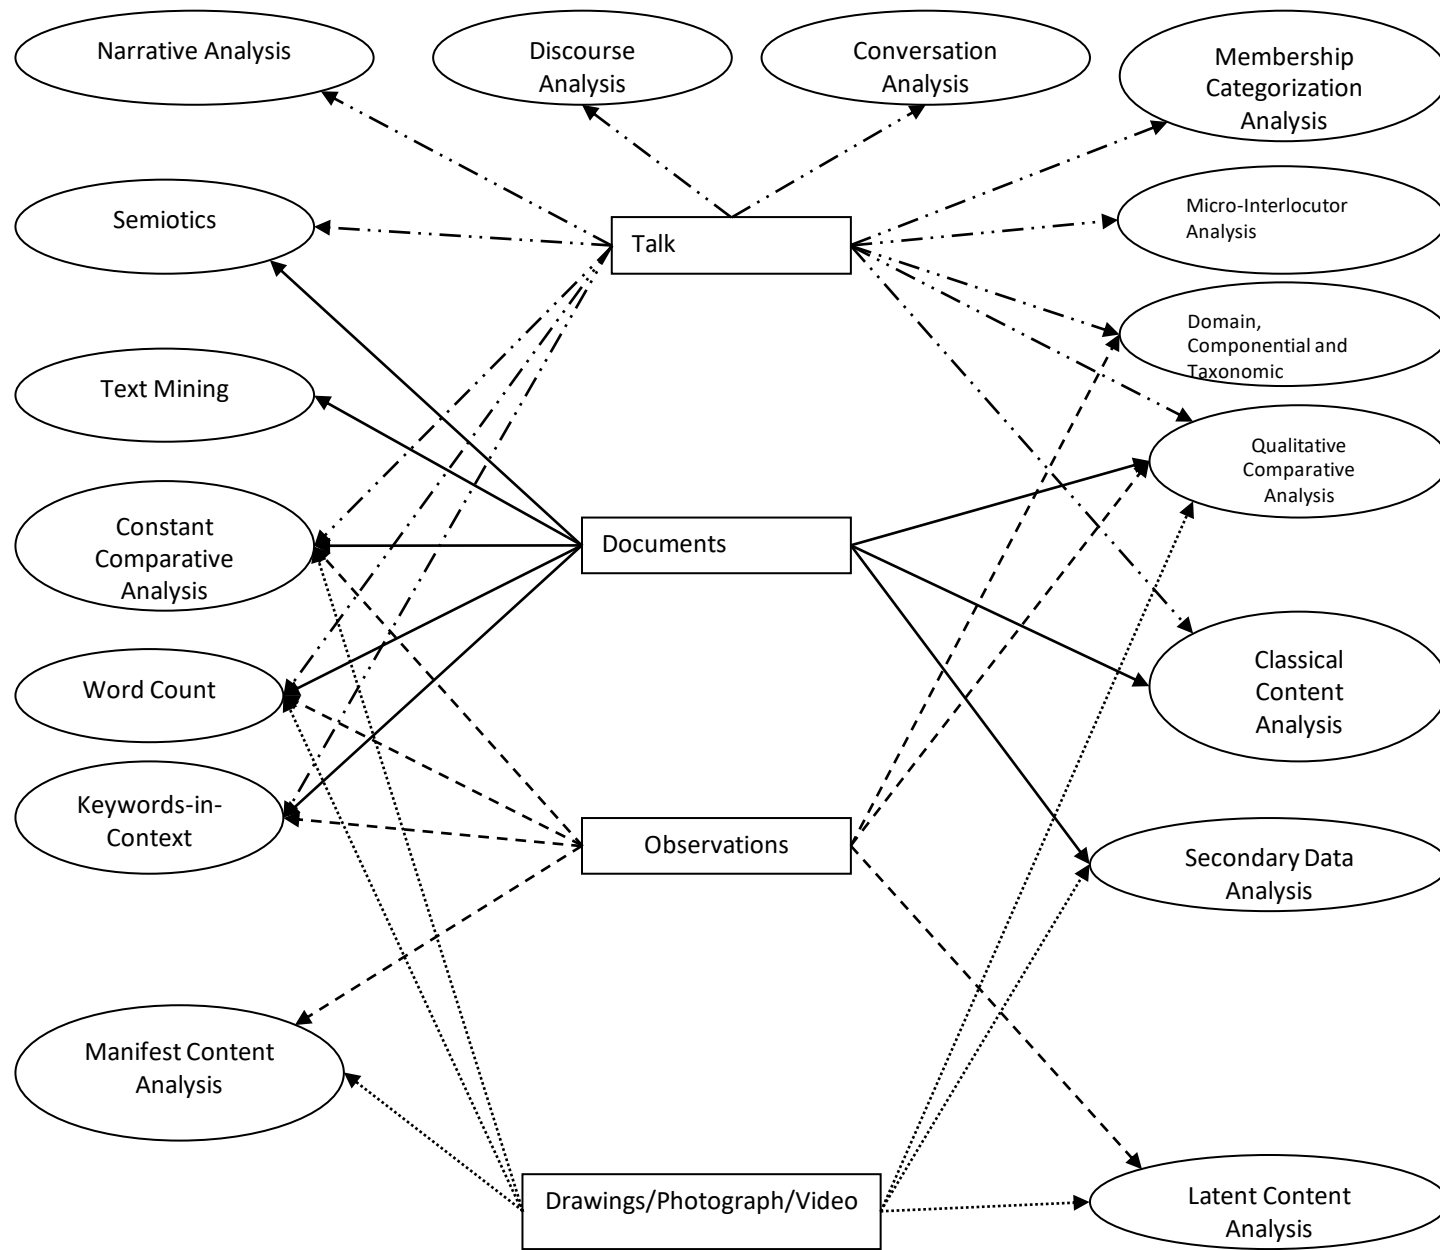 Narrative Analysis
Discourse
Analysis
Conversation
Analysis
Membership
Categorization
Analysis
Semiotics
Talk
Micro-Interlocutor
Analysis
Domain,
Componential and
Taxonomic
Text Mining
Qualitative
Comparative
Analysis
Constant
Comparative
Analysis
Documents
Word Count
Classical
Content
Analysis
Keywords-in-
Context
Observations
Secondary Data
Analysis
Manifest Content
Analysis
Drawings/Photograph/Video
Latent Content
Analysis